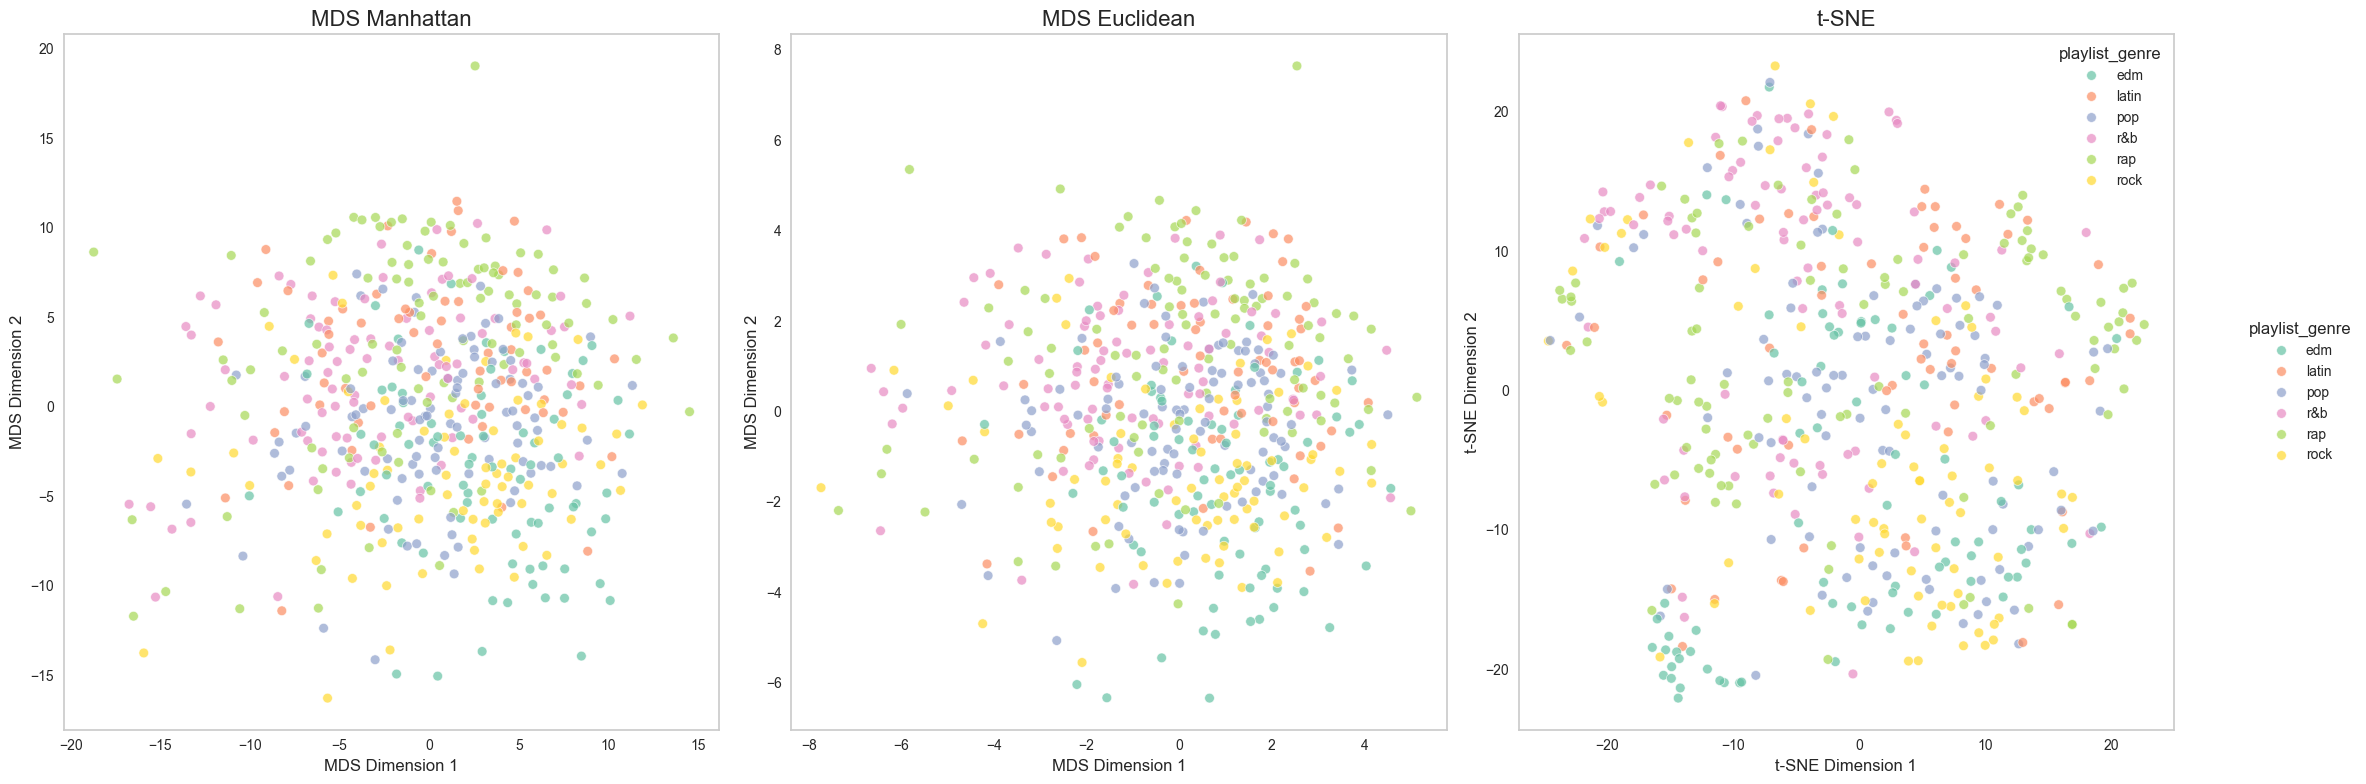 MDS Manhattan
20
15
10
5
0
−5
−10
−15
−20
−15
−10
−5
0
5
10
15
MDS Dimension 1
MDS Dimension 2
MDS Euclidean
8
6
4
2
0
−2
−4
−6
−8
−6
−4
−2
0
2
4
MDS Dimension 1
MDS Dimension 2
t-SNE
20
10
0
−10
−20
−20
−10
0
10
20
t-SNE Dimension 1
t-SNE Dimension 2
playlist_genre
edm
latin
pop
r&b
rap
rock
playlist_genre
edm
latin
pop
r&b
rap
rock